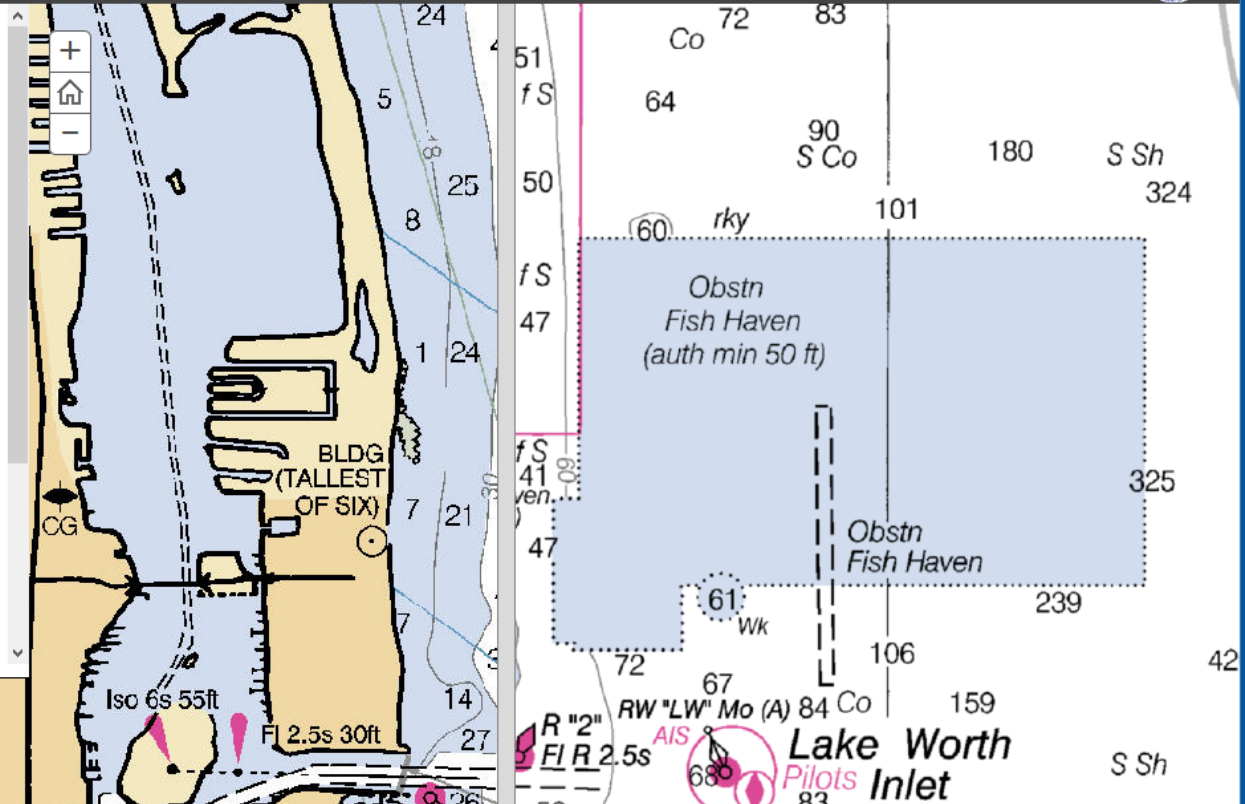 +
−
24
5
18
25
8
1
24
BLDG
(TALLEST
OF SIX)
7
21
30
CG
7
14
27
Iso 6s 55ft
Fl 2.5s 30ft
26
72
83
Co
51
f S
64
90
S Co
180
S Sh
50
324
101
60
rky
f S
Obstn
Fish Haven
(auth min 50 ft)
47
f S
41
60
325
47
Obstn
Fish Haven
61
Wk
239
72
106
42
67
RW "LW" Mo (A)
84
Co
159
R "2"
Fl R 2.5s
AIS
68
Pilots
Lake Worth
Inlet
S Sh
83